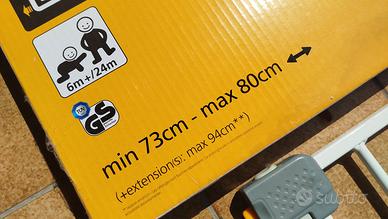 6m+/24m
GS
min 73cm - max 80cm
(+extension(s): max 94cm**)
subito